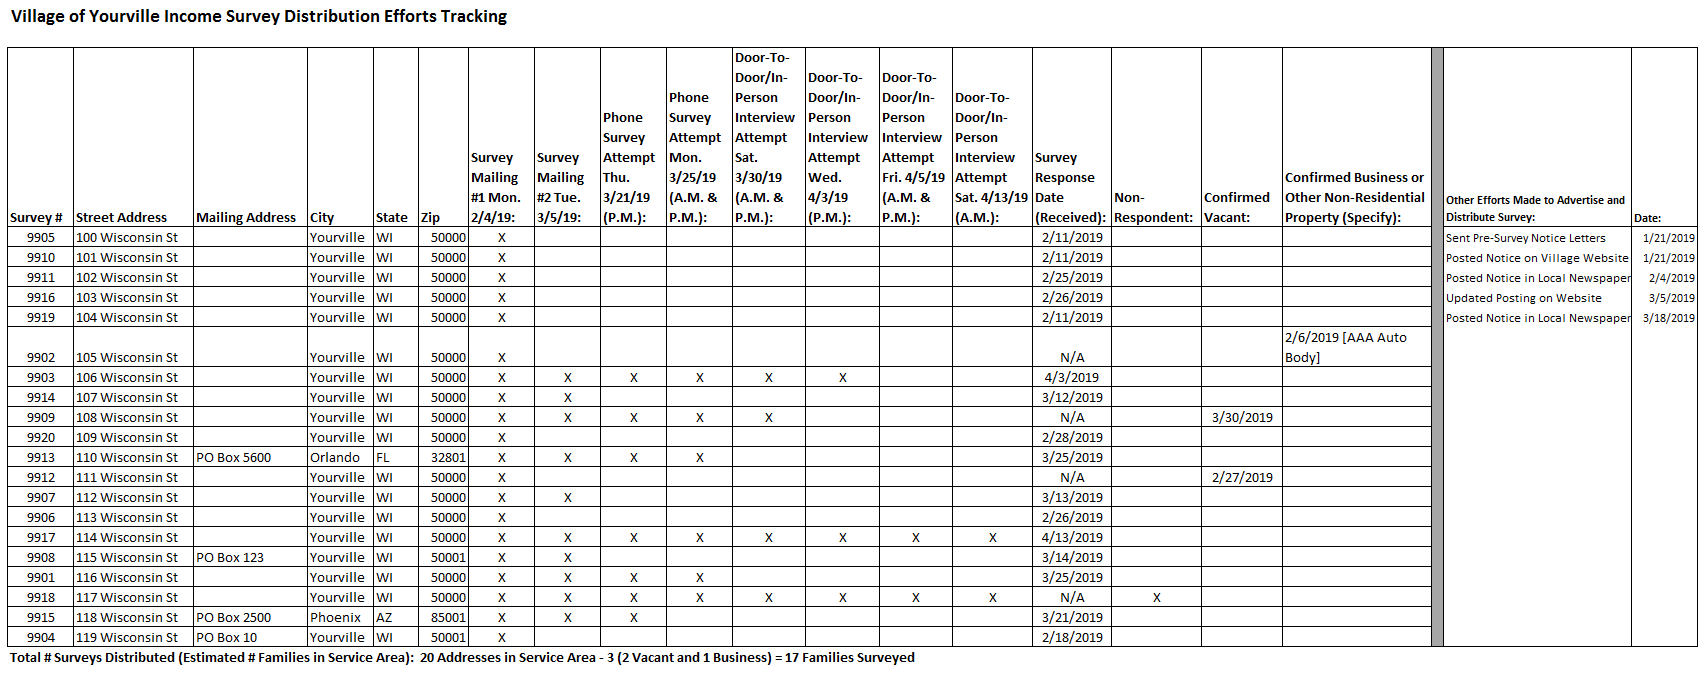 Village of Yourville Income Survey Distribution Efforts Tracking
Survey # Street Address Mailing Address City State Zip Survey Mailing #1 Mon. 2/4/19: Survey Mailing #2 Tue. 3/5/19: Phone Survey Attempt Thu. 3/21/19 (P.M.): Phone Survey Attempt Mon. 3/25/19 (A.M. & P.M.): Door-To-Door/In-Person Interview Attempt Sat. 3/30/19 (A.M. & P.M.): Door-To-Door/In-Person Interview Attempt Wed. 4/3/19 (P.M.): Door-To-Door/In-Person Interview Attempt Fri. 4/5/19 (A.M. & P.M.): Door-To-Door/In-Person Interview Attempt Sat. 4/13/19 (A.M.): Survey Response Date (Received): Non-Respondent: Confirmed Vacant: Confirmed Business or Other Non-Residential Property (Specify): Other Efforts Made to Advertise and Distribute Survey: Date:
9905 100 Wisconsin St Yourville WI 50000 X 2/11/2019 Sent Pre-Survey Notice Letters 1/21/2019
9910 101 Wisconsin St Yourville WI 50000 X 2/11/2019 Posted Notice on Village Website 1/21/2019
9911 102 Wisconsin St Yourville WI 50000 X 2/25/2019 Posted Notice in Local Newspaper 2/4/2019
9916 103 Wisconsin St Yourville WI 50000 X 2/26/2019 Updated Posting on Website 3/5/2019
9919 104 Wisconsin St Yourville WI 50000 X 2/11/2019 Posted Notice in Local Newspaper 3/18/2019
9902 105 Wisconsin St Yourville WI 50000 X N/A 2/6/2019 [AAA Auto Body]
9903 106 Wisconsin St Yourville WI 50000 X X X X X X 4/3/2019
9914 107 Wisconsin St Yourville WI 50000 X X 3/12/2019
9909 108 Wisconsin St Yourville WI 50000 X X X X X N/A 3/30/2019
9920 109 Wisconsin St Yourville WI 50000 X 2/28/2019
9913 110 Wisconsin St PO Box 5600 Orlando FL 32801 X X X X 3/25/2019
9912 111 Wisconsin St Yourville WI 50000 X N/A 2/27/2019
9907 112 Wisconsin St Yourville WI 50000 X X 3/13/2019
9906 113 Wisconsin St Yourville WI 50000 X 2/26/2019
9917 114 Wisconsin St Yourville WI 50000 X X X X X X X X 4/13/2019
9908 115 Wisconsin St PO Box 123 Yourville WI 50001 X X 3/14/2019
9901 116 Wisconsin St Yourville WI 50000 X X X X 3/25/2019
9918 117 Wisconsin St Yourville WI 50000 X X X X X X X X N/A X
9915 118 Wisconsin St PO Box 2500 Phoenix AZ 85001 X X X 3/21/2019
9904 119 Wisconsin St PO Box 10 Yourville WI 50001 X 2/18/2019
Total # Surveys Distributed (Estimated # Families in Service Area): 20 Addresses in Service Area - 3 (2 Vacant and 1 Business) = 17 Families Surveyed